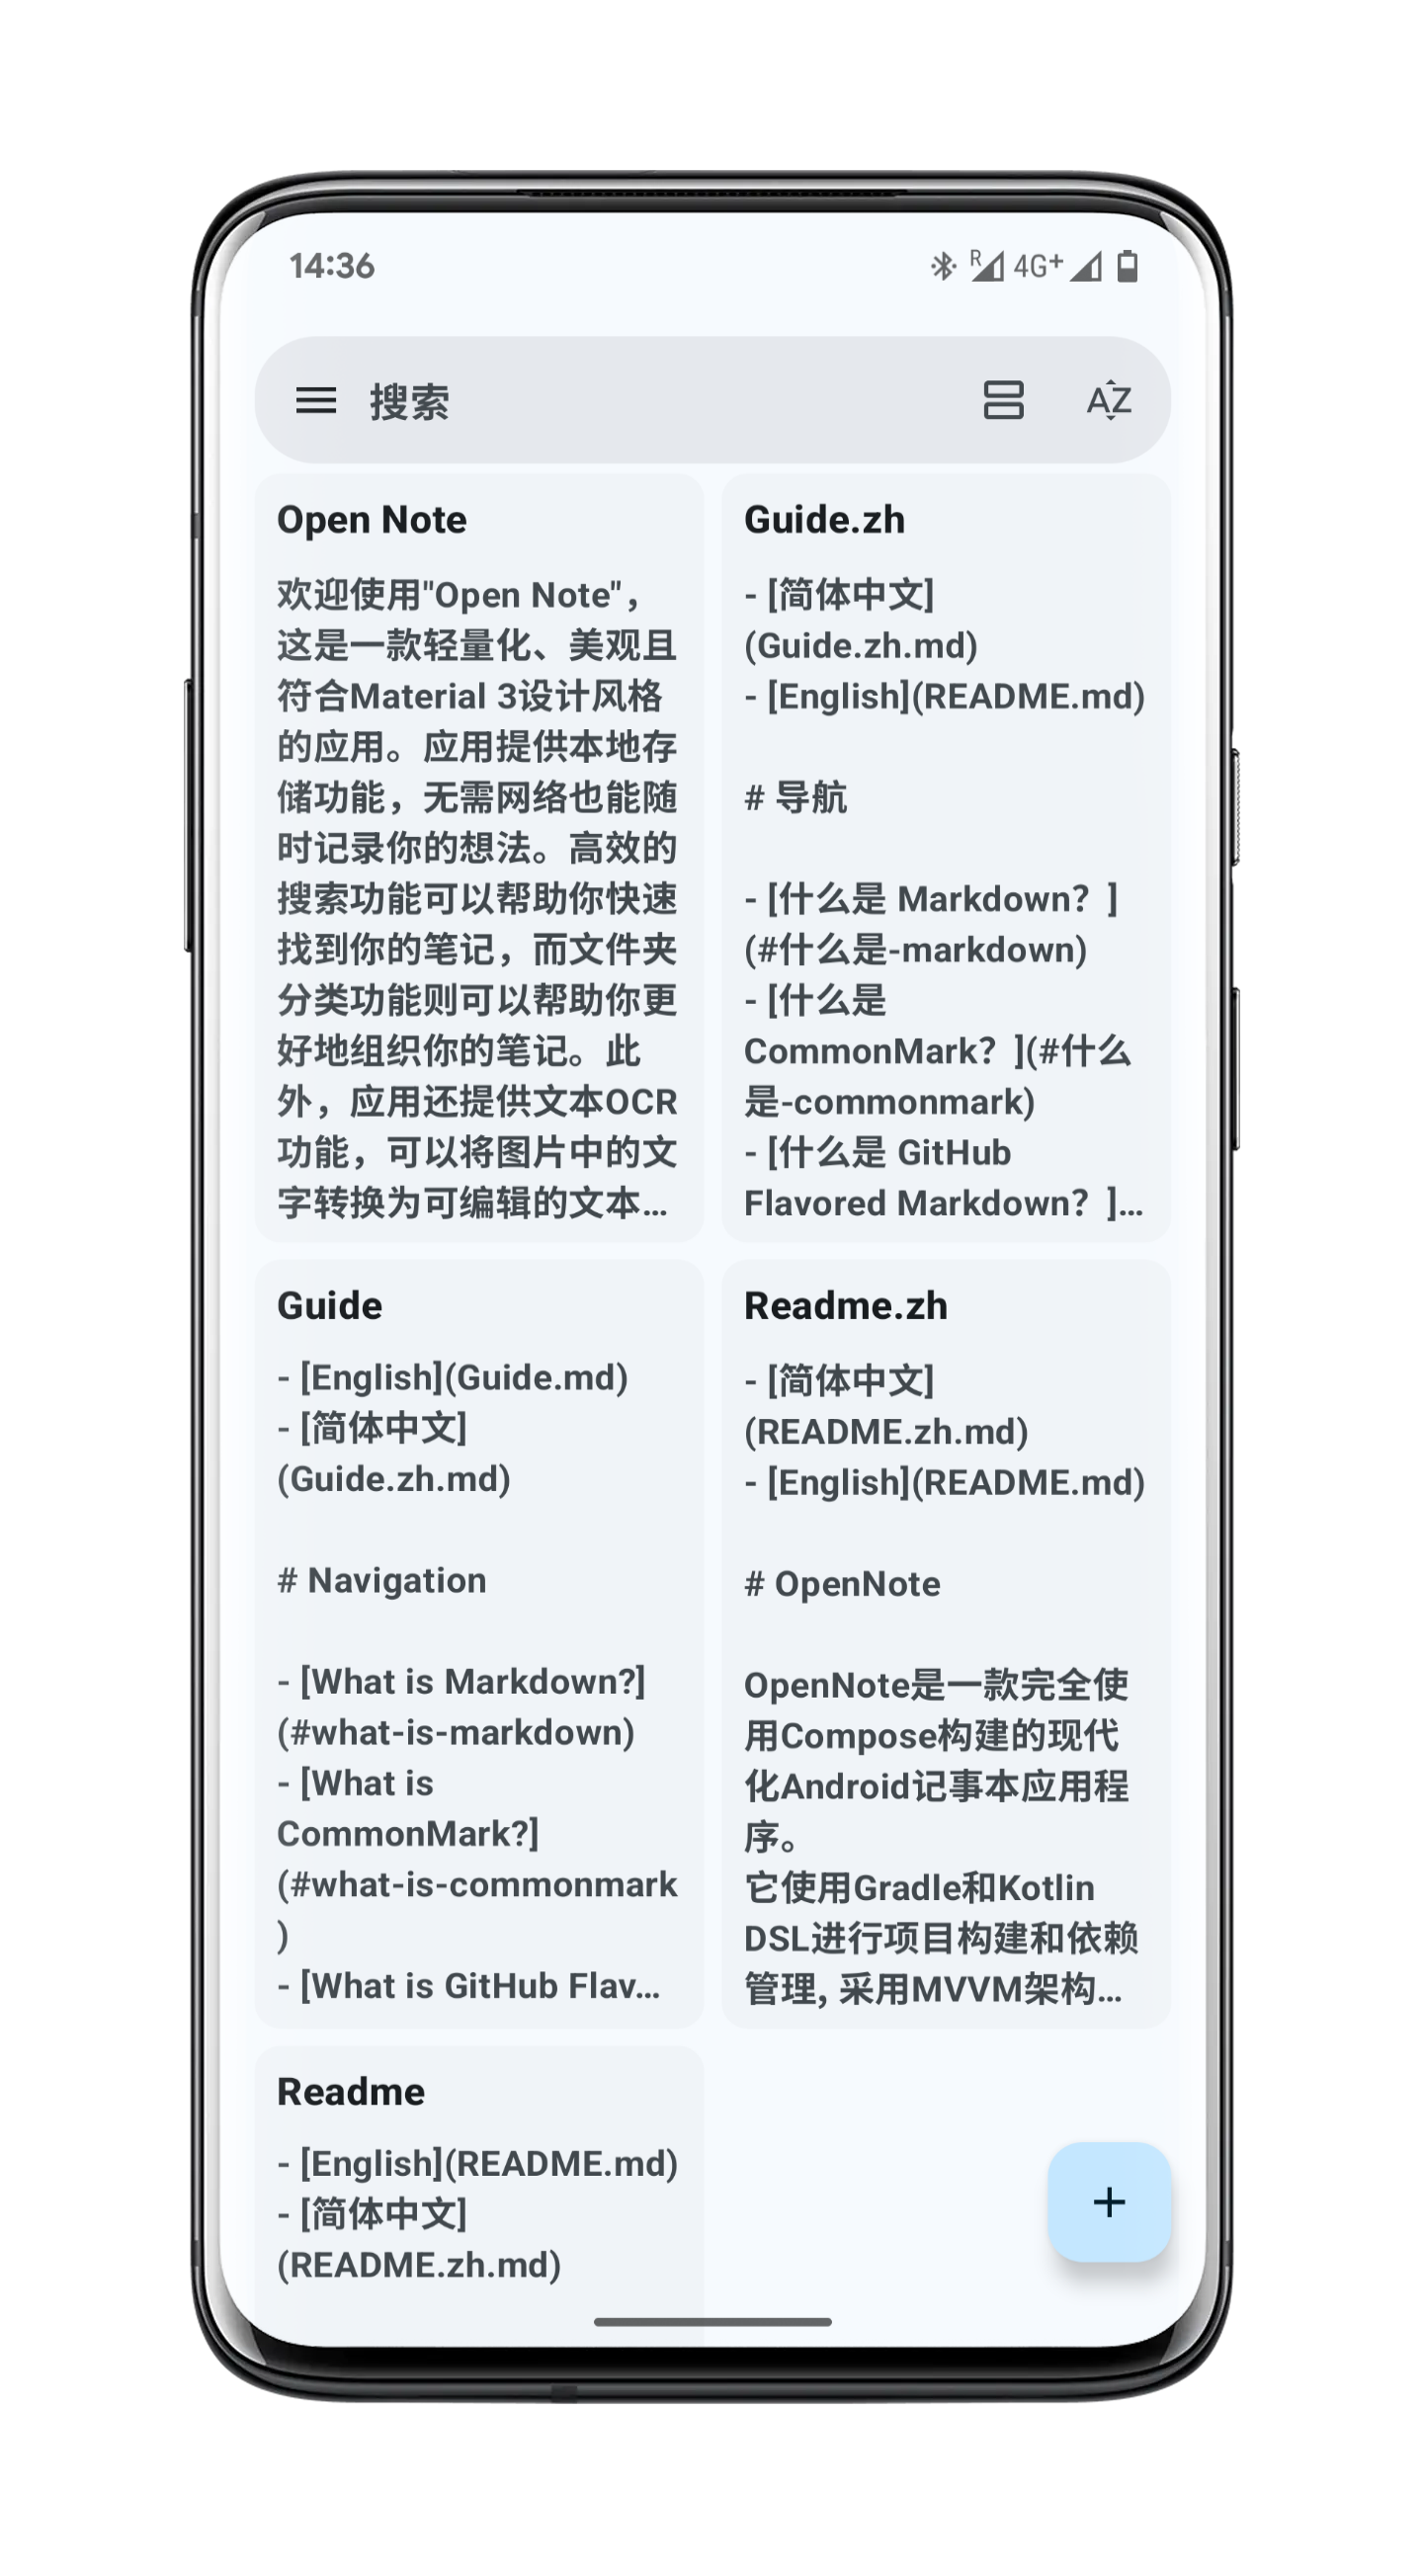 14:36
R 4G+
搜索
AZ
Open Note
欢迎使用"Open Note"，
这是一款轻量化、美观且
符合Material 3设计风格
的应用。应用提供本地存
储功能，无需网络也能随
时记录你的想法。高效的
搜索功能可以帮助你快速
找到你的笔记，而文件夹
分类功能则可以帮助你更
好地组织你的笔记。此
外，应用还提供文本OCR
功能，可以将图片中的文
字转换为可编辑的文本...
Guide.zh
- [简体中文]
(Guide.zh.md)
- [English](README.md)
# 导航
- [什么是 Markdown？]
(#什么是-markdown)
- [什么是
CommonMark？](#什么
是-commonmark)
- [什么是 GitHub
Flavored Markdown？]...
Guide
- [English](Guide.md)
- [简体中文]
(Guide.zh.md)
# Navigation
- [What is Markdown?]
(#what-is-markdown)
- [What is
CommonMark?]
(#what-is-commonmark
)
- [What is GitHub Flav...
Readme.zh
- [简体中文]
(README.zh.md)
- [English](README.md)
# OpenNote
OpenNote是一款完全使
用Compose构建的现代
化Android记事本应用程
序。
它使用Gradle和Kotlin
DSL进行项目构建和依赖
管理, 采用MVVM架构...
Readme
- [English](README.md)
- [简体中文]
(README.zh.md)